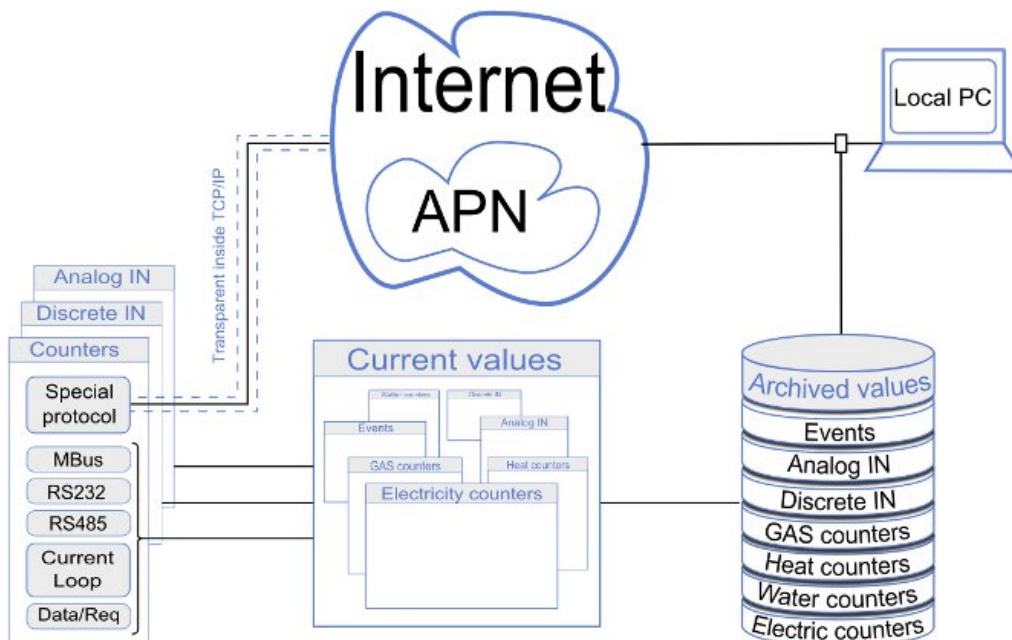 Internet
APN
Local PC
Transparent inside TCP/IP
Analog IN
Discrete IN
Counters
Special
protocol
MBus
RS232
RS485
Current
Loop
Data/Req
Current values
Water counters
Discrete IN
Events
Analog IN
GAS counters
Heat counters
Electricity counters
Archived values
Events
Analog IN
Discrete IN
GAS counters
Heat counters
Water counters
Electric counters